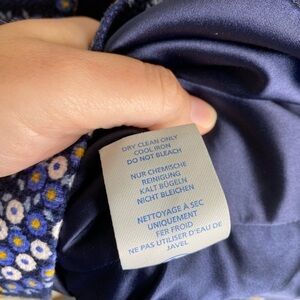 DRY CLEAN ONLY
COOL IRON
DO NOT BLEACH
NUR CHEMISCHE
REINIGUNG
KALT BÜGELN
NICHT BLEICHEN
NETTOYAGE À SEC
UNIQUEMENT
FER FROID
NE PAS UTILISER D'EAU DE
JAVEL